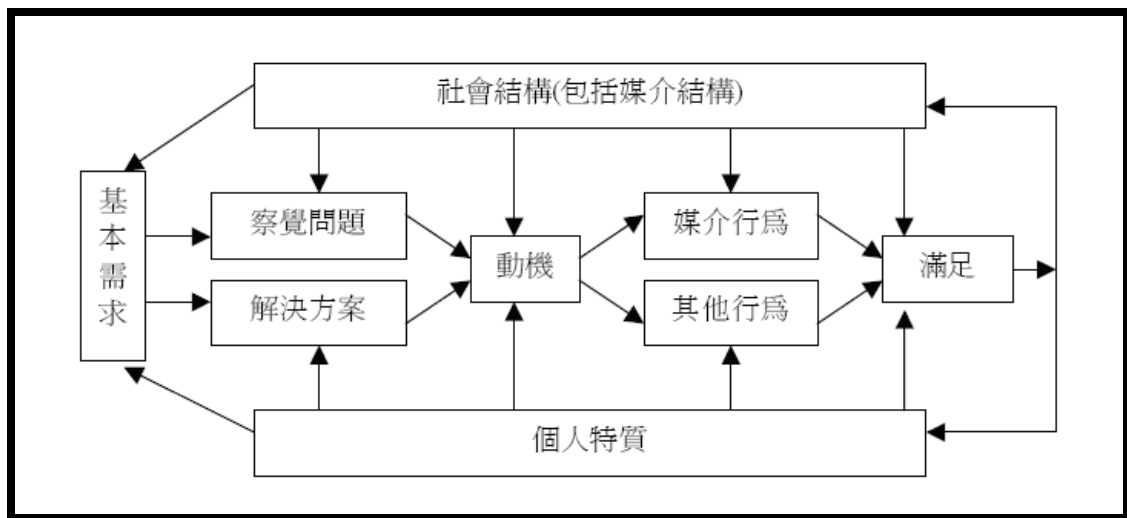 社會結構(包括媒介結構)
基本需求
察覺問題
解決方案
動機
媒介行爲
其他行爲
滿足
個人特質